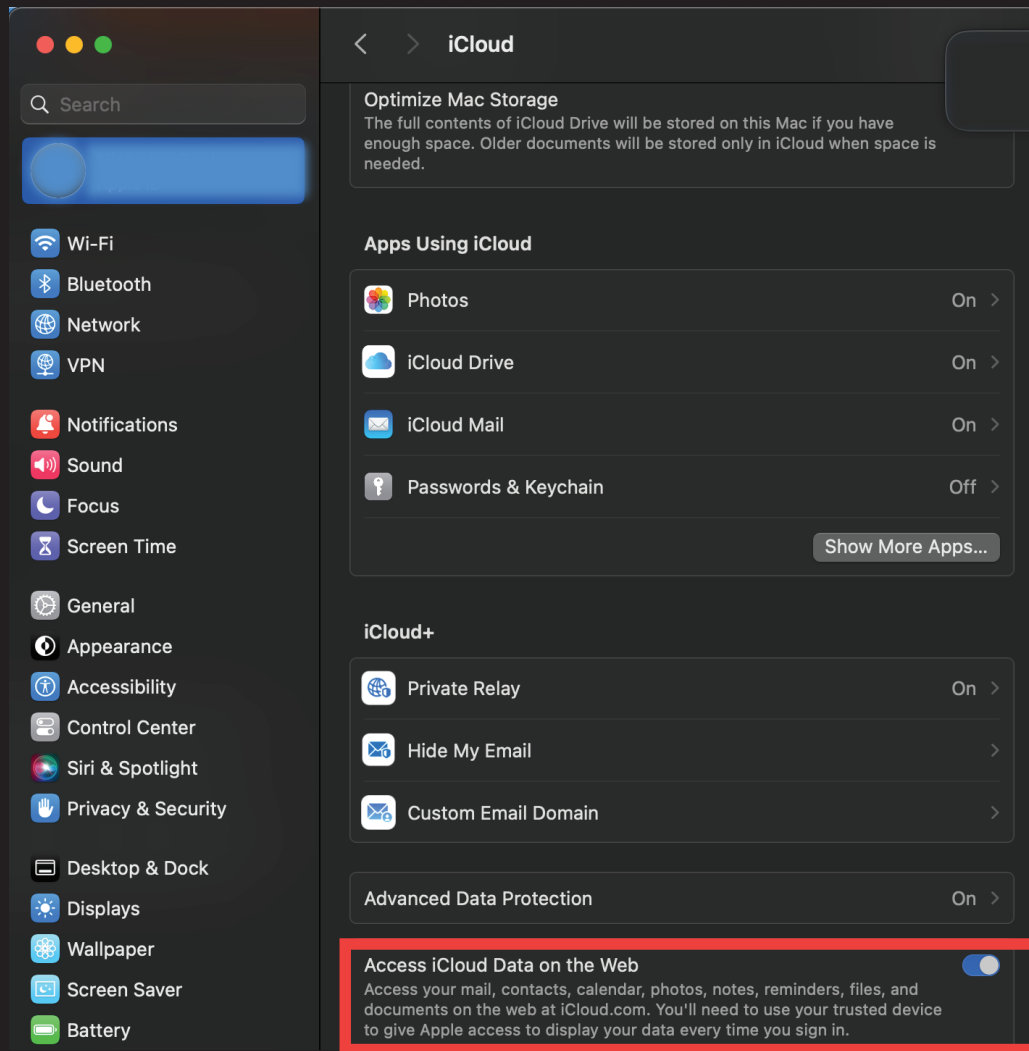 iCloud
Search
Wi-Fi
Bluetooth
Network
VPN
Notifications
Sound
Focus
Screen Time
General
Appearance
Accessibility
Control Center
Siri & Spotlight
Privacy & Security
Desktop & Dock
Displays
Wallpaper
Screen Saver
Battery
Optimize Mac Storage
The full contents of iCloud Drive will be stored on this Mac if you have
enough space. Older documents will be stored only in iCloud when space is
needed.
Apps Using iCloud
Photos On
iCloud Drive On
iCloud Mail On
Passwords & Keychain Off
Show More Apps...
iCloud+
Private Relay On
Hide My Email
Custom Email Domain
Advanced Data Protection On
Access iCloud Data on the Web
Access your mail, contacts, calendar, photos, notes, reminders, files, and
documents on the web at iCloud.com. You'll need to use your trusted device
to give Apple access to display your data every time you sign in.